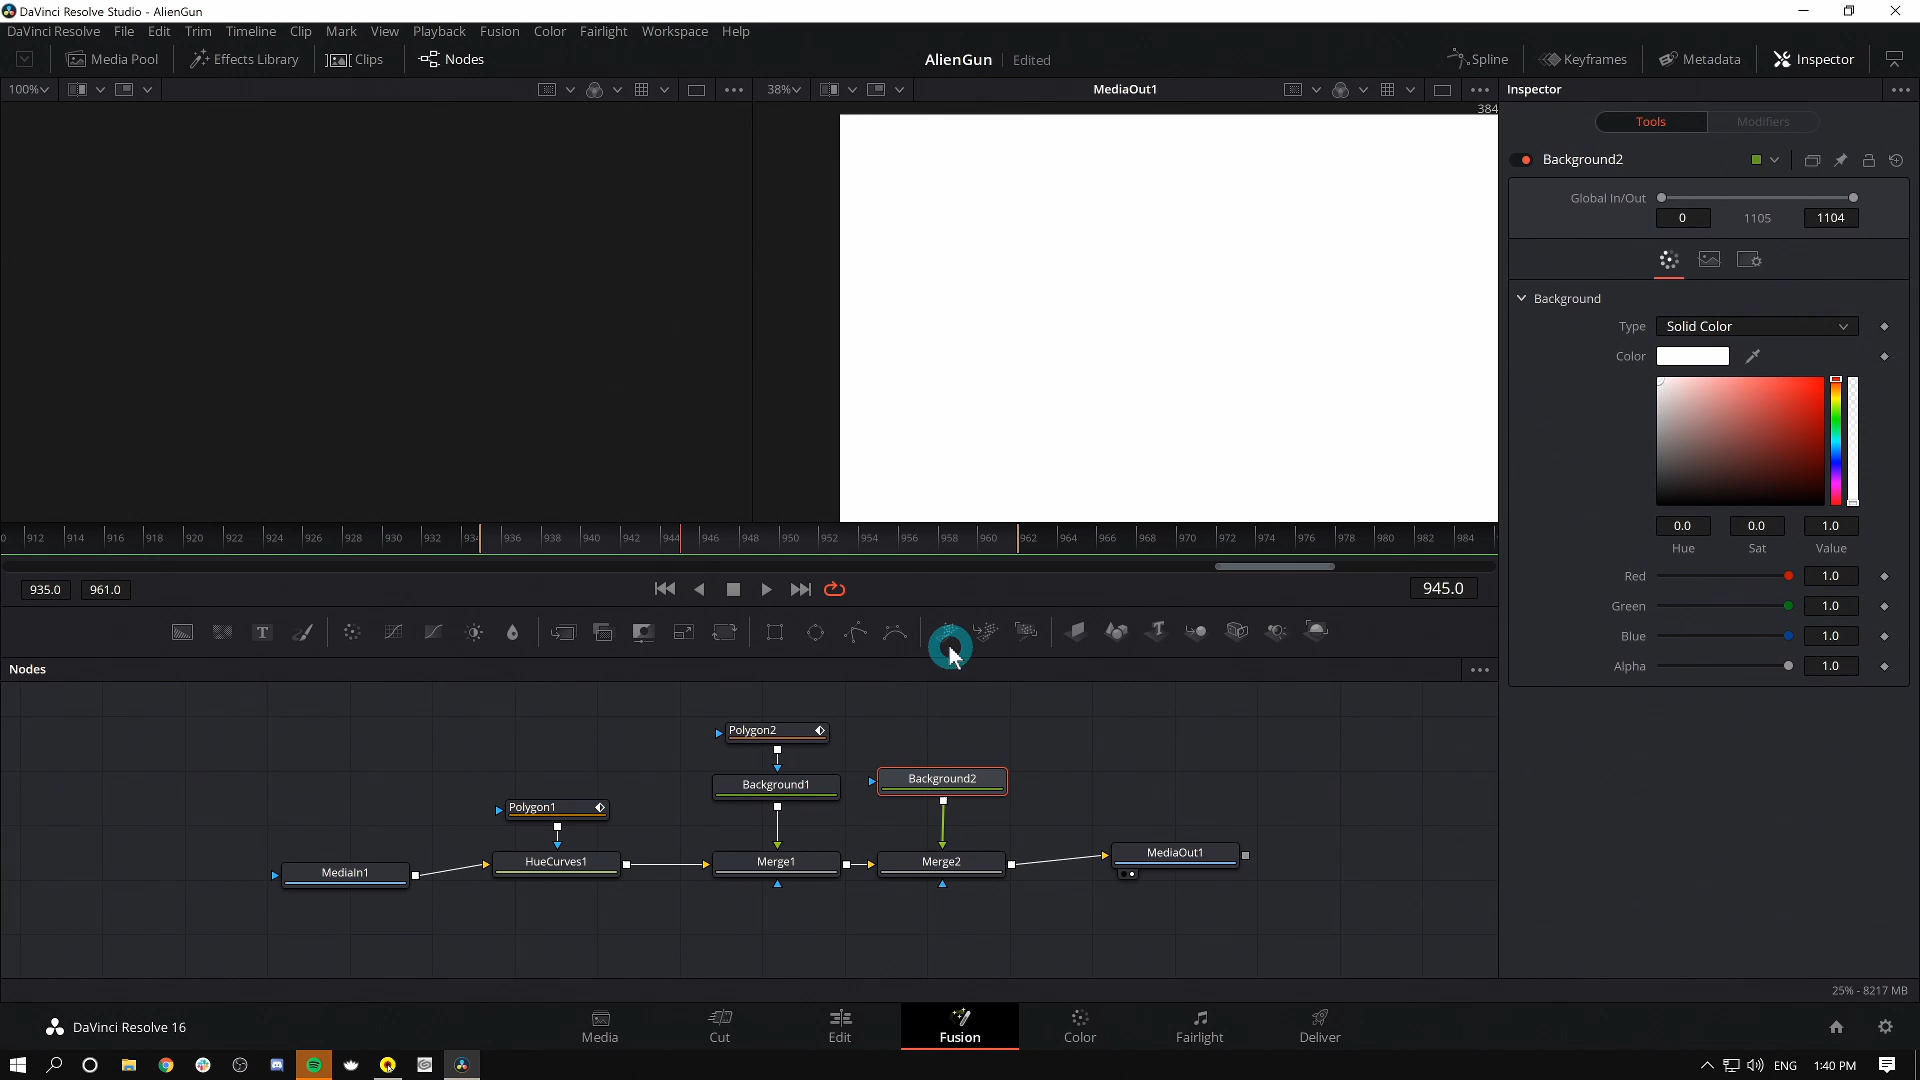 DaVinci Resolve Studio - AlienGun
DaVinci Resolve File Edit Trim Timeline Clip Mark View Playback Fusion Color Fairlight Workspace Help
Media Pool Effects Library Clips Nodes AlienGun Edited Spline Keyframes Metadata Inspector
100% 38% MediaOut1 Inspector
384
Tools Modifiers
Background2
Global In/Out
0 1105 1104
Background
Type Solid Color
Color
0.0 0.0 1.0
Hue Sat Value
Red 1.0
Green 1.0
Blue 1.0
Alpha 1.0
0 912 914 916 918 920 922 924 926 928 930 932 934 936 938 940 942 944 946 948 950 952 954 956 958 960 962 964 966 968 970 972 974 976 978 980 982 984
935.0 961.0 945.0
Nodes
Polygon2
Background1 Background2
Polygon1
HueCurves1 Merge1 Merge2 MediaOut1
MediaIn1
25% - 8217 MB
DaVinci Resolve 16
Media Cut Edit Fusion Color Fairlight Deliver
ENG 1:40 PM